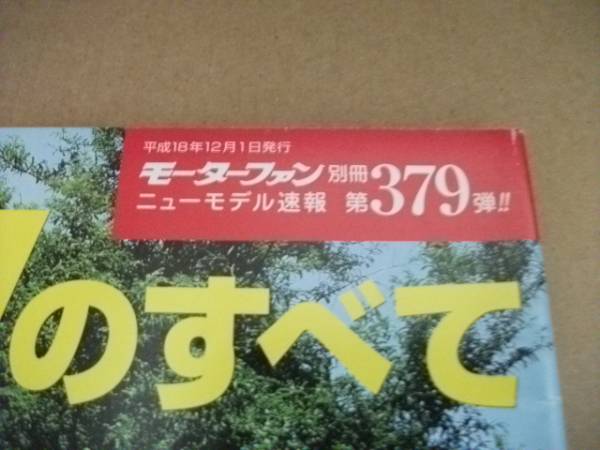 平成18年12月1日発行
モーターファン別冊
ニューモデル速報 第379弾!!
のすべて